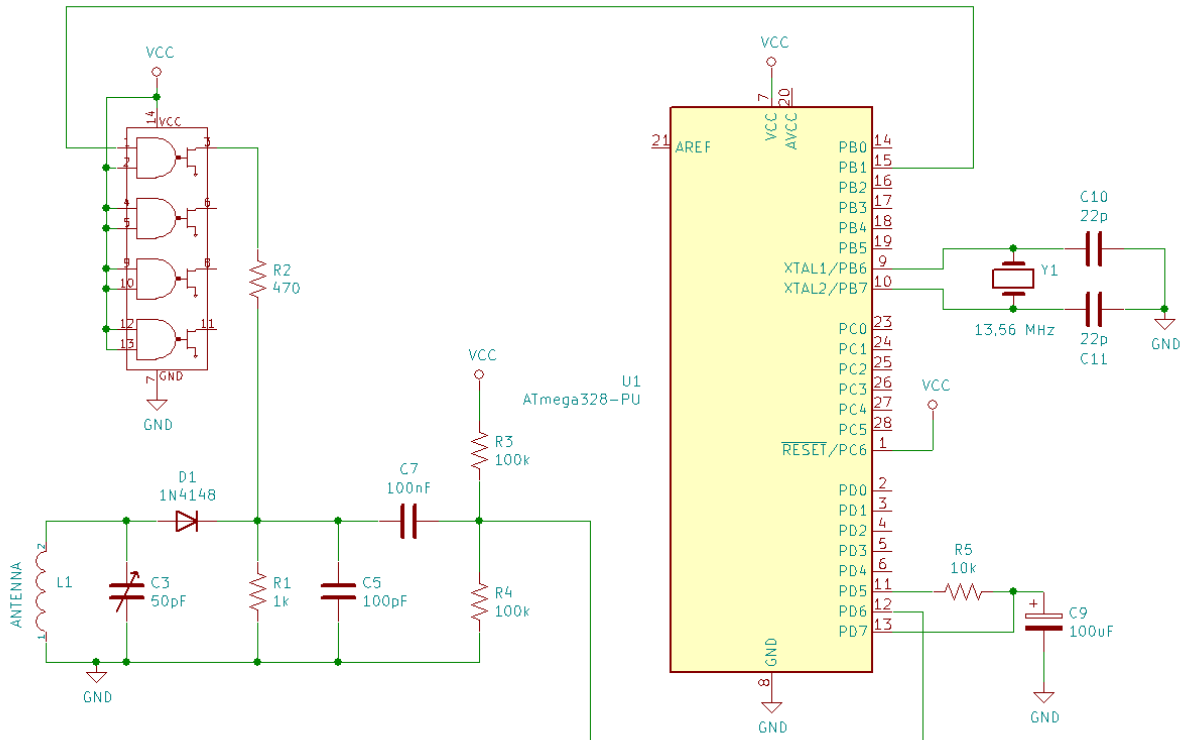 VCC
14
VCC
1
2
3
4
5
6
9
10
8
12
13
11
7
GND
GND
R2
470
VCC
R3
100k
D1
1N4148
C7
100nF
ANTENNA
2
1
L1
C3
50pF
R1
1k
C5
100pF
R4
100k
GND
VCC
7
20
VCC
AVCC
21
AREF
PB0
14
PB1
15
PB2
16
PB3
17
PB4
18
PB5
19
XTAL1/PB6
9
XTAL2/PB7
10
PC0
23
PC1
24
PC2
25
PC3
26
PC4
27
PC5
28
RESET/PC6
1
PD0
2
PD1
3
PD2
4
PD3
5
PD4
6
PD5
11
PD6
12
PD7
13
GND
8
GND
U1
ATmega328-PU
C10
22p
Y1
13,56 MHz
22p
C11
GND
VCC
R5
10k
+
C9
100uF
GND